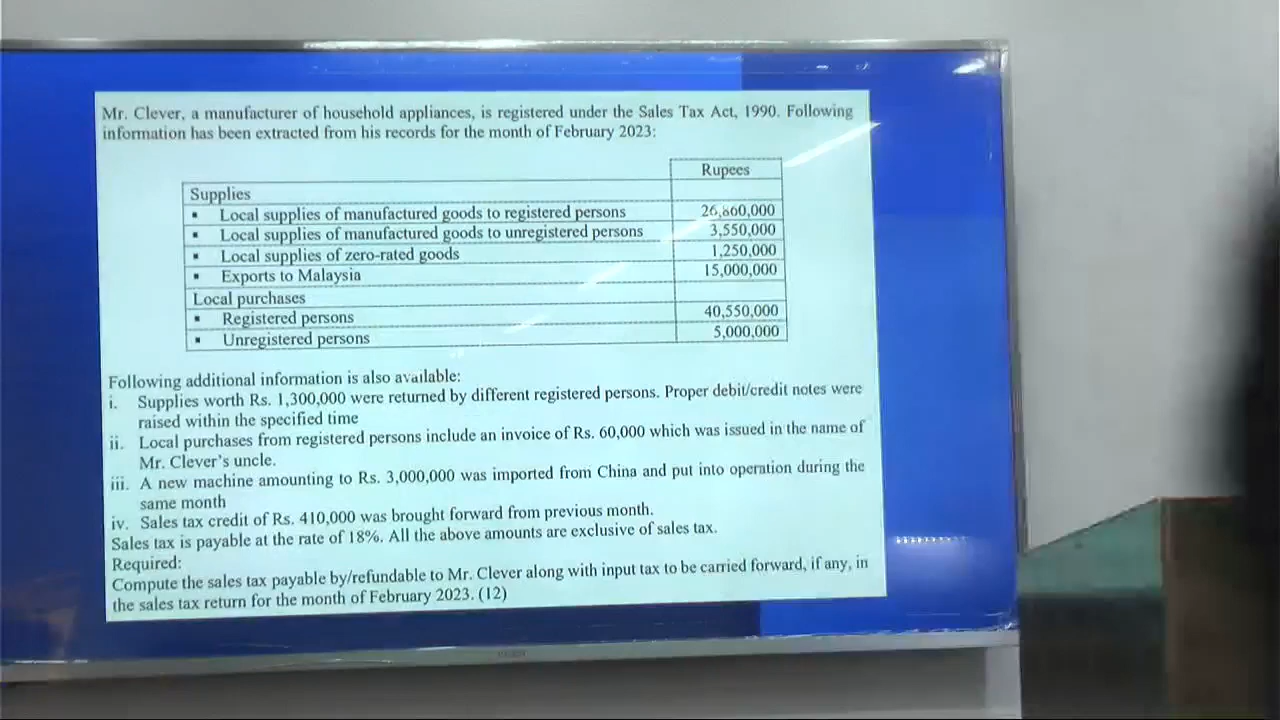 Mr. Clever, a manufacturer of household appliances, is registered under the Sales Tax Act, 1990. Following
information has been extracted from his records for the month of February 2023:
Rupees
Supplies
▪ Local supplies of manufactured goods to registered persons 26,860,000
▪ Local supplies of manufactured goods to unregistered persons 3,550,000
▪ Local supplies of zero-rated goods 1,250,000
▪ Exports to Malaysia 15,000,000
Local purchases
▪ Registered persons 40,550,000
▪ Unregistered persons 5,000,000
Following additional information is also available:
i. Supplies worth Rs. 1,300,000 were returned by different registered persons. Proper debit/credit notes were
raised within the specified time
ii. Local purchases from registered persons include an invoice of Rs. 60,000 which was issued in the name of
Mr. Clever's uncle.
iii. A new machine amounting to Rs. 3,000,000 was imported from China and put into operation during the
same month
iv. Sales tax credit of Rs. 410,000 was brought forward from previous month.
Sales tax is payable at the rate of 18%. All the above amounts are exclusive of sales tax.
Required:
Compute the sales tax payable by/refundable to Mr. Clever along with input tax to be carried forward, if any, in
the sales tax return for the month of February 2023. (12)